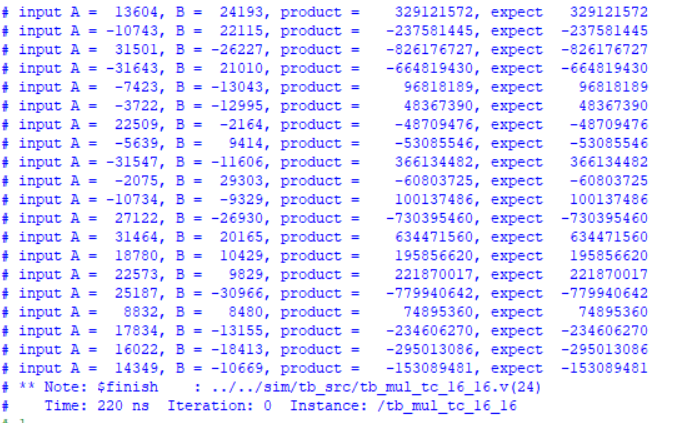 # input A =  13604, B =  24193, product =   329121572, expect   329121572
# input A = -10743, B =  22115, product =  -237581445, expect  -237581445
# input A =  31501, B = -26227, product =  -826176727, expect  -826176727
# input A = -31643, B =  21010, product =  -664819430, expect  -664819430
# input A =  -7423, B = -13043, product =    96818189, expect    96818189
# input A =  -3722, B = -12995, product =    48367390, expect    48367390
# input A =  22509, B =  -2164, product =   -48709476, expect   -48709476
# input A =  -5639, B =   9414, product =   -53085546, expect   -53085546
# input A = -31547, B = -11606, product =   366134482, expect   366134482
# input A =  -2075, B =  29303, product =   -60803725, expect   -60803725
# input A = -10734, B =  -9329, product =   100137486, expect   100137486
# input A =  27122, B = -26930, product =  -730395460, expect  -730395460
# input A =  31464, B =  20165, product =   634471560, expect   634471560
# input A =  18780, B =  10429, product =   195856620, expect   195856620
# input A =  22573, B =   9829, product =   221870017, expect   221870017
# input A =  25187, B = -30966, product =  -779940642, expect  -779940642
# input A =   8832, B =   8480, product =    74895360, expect    74895360
# input A =  17834, B = -13155, product =  -234606270, expect  -234606270
# input A =  16022, B = -18413, product =  -295013086, expect  -295013086
# input A =  14349, B = -10669, product =  -153089481, expect  -153089481
# ** Note: $finish    : ../../sim/tb_src/tb_mul_tc_16_16.v(24)
#    Time: 220 ns  Iteration: 0  Instance: /tb_mul_tc_16_16